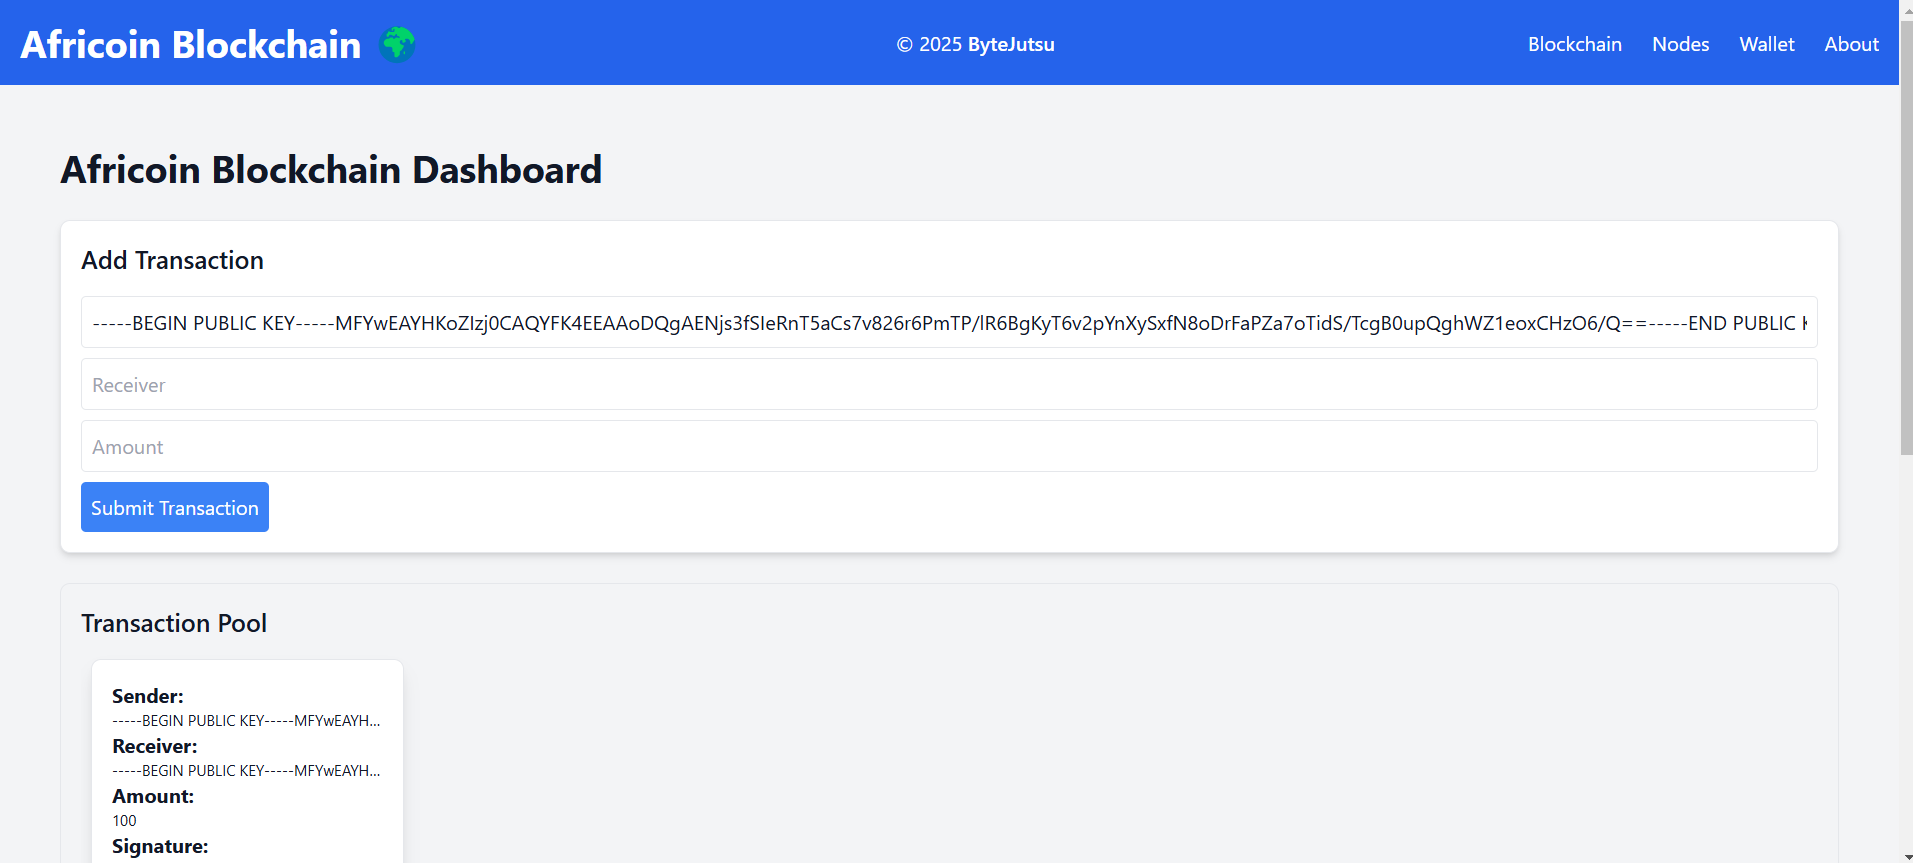 Africoin Blockchain
© 2025 ByteJutsu
Blockchain
Nodes
Wallet
About
Africoin Blockchain Dashboard
Add Transaction
-----BEGIN PUBLIC KEY-----MFYwEAYHKoZIzj0CAQYFK4EEAAoDQgAENjs3fSIeRnT5aCs7v826r6PmTP/lR6BgKyT6v2pYnXySxfN8oDrFaPZa7oTidS/TcgB0upQghWZ1eoxCHzO6/Q==-----END PUBLIC
Receiver
Amount
Submit Transaction
Transaction Pool
Sender:
-----BEGIN PUBLIC KEY-----MFYwEAYH...
Receiver:
-----BEGIN PUBLIC KEY-----MFYwEAYH...
Amount:
100
Signature: